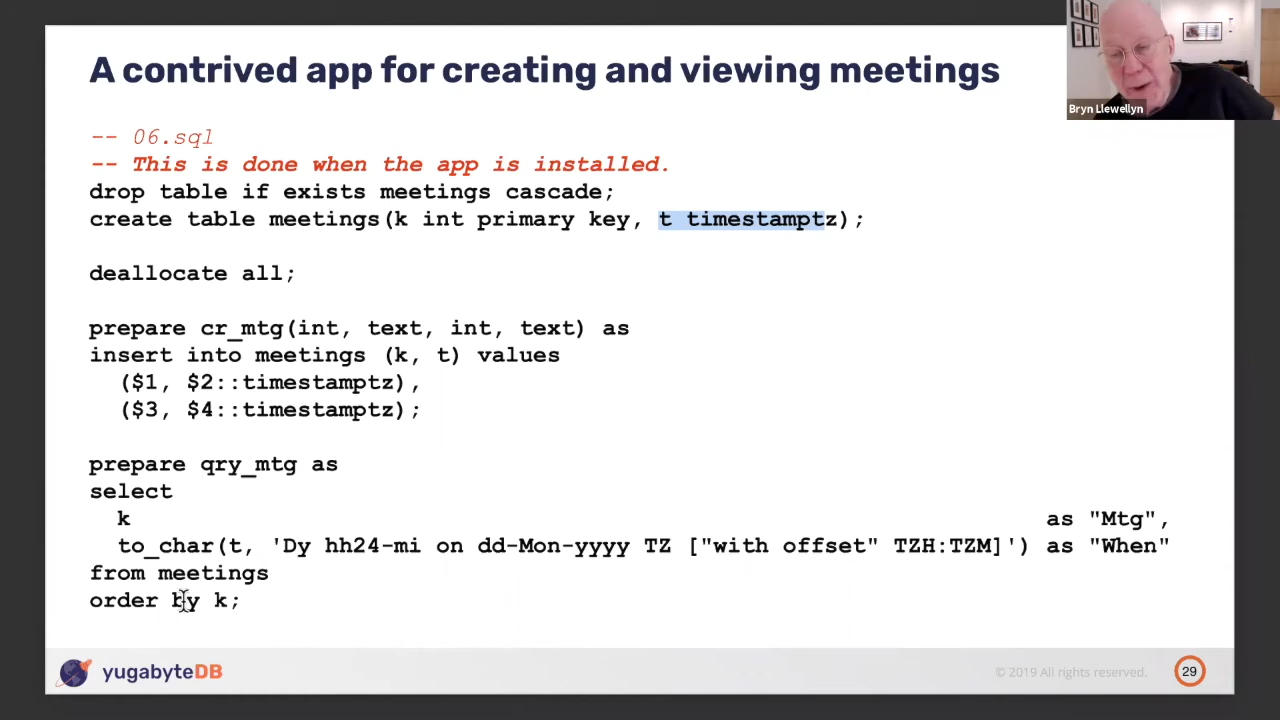 A contrived app for creating and viewing meetings
Bryn Llewellyn
-- 06.sql
-- This is done when the app is installed.
drop table if exists meetings cascade;
create table meetings(k int primary key, t timestamptz);
deallocate all;
prepare cr_mtg(int, text, int, text) as
insert into meetings (k, t) values
($1, $2::timestamptz),
($3, $4::timestamptz);
prepare qry_mtg as
select
k as "Mtg",
to_char(t, 'Dy hh24-mi on dd-Mon-yyyy TZ ["with offset" TZH:TZM]') as "When"
from meetings
order by k;
yugabyteDB
© 2019 All rights reserved.
29